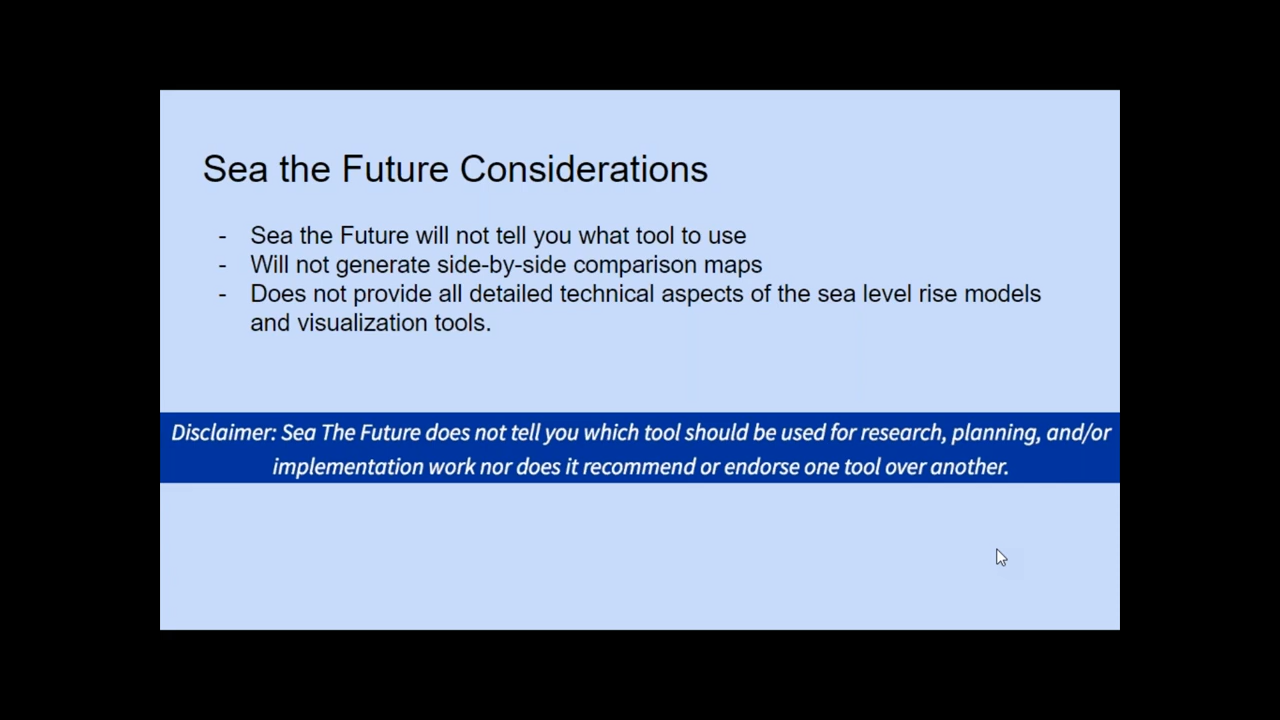 Sea the Future Considerations
- Sea the Future will not tell you what tool to use
- Will not generate side-by-side comparison maps
- Does not provide all detailed technical aspects of the sea level rise models
and visualization tools.
Disclaimer: Sea The Future does not tell you which tool should be used for research, planning, and/or
implementation work nor does it recommend or endorse one tool over another.